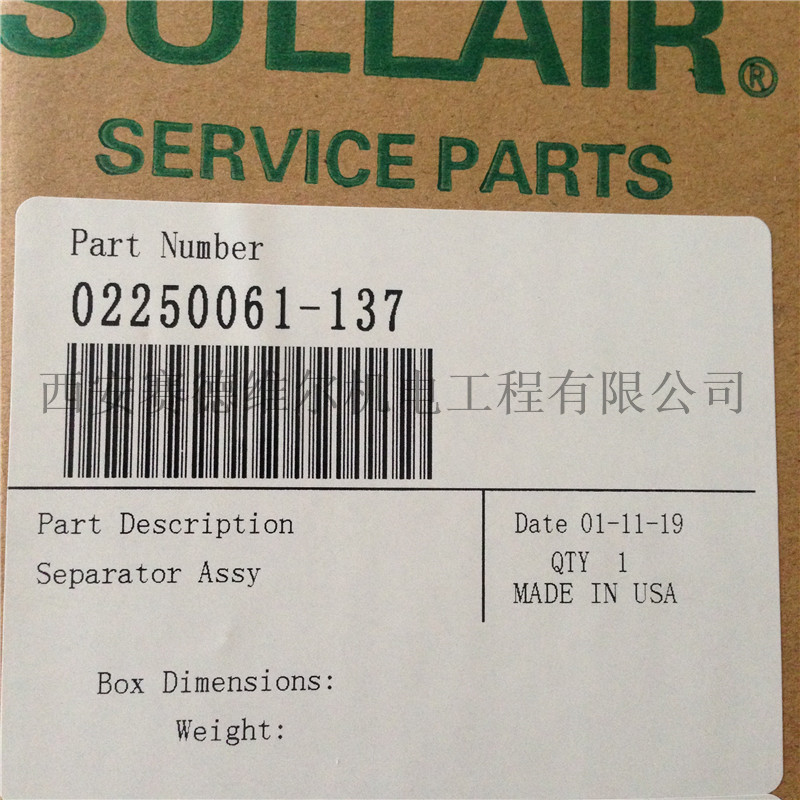 SULLAIR®
SERVICE PARTS
Part Number
02250061-137
西安赛德维尔机电工程有限公司
Part Description
Separator Assy
Date 01-11-19
QTY 1
MADE IN USA
Box Dimensions:
Weight: